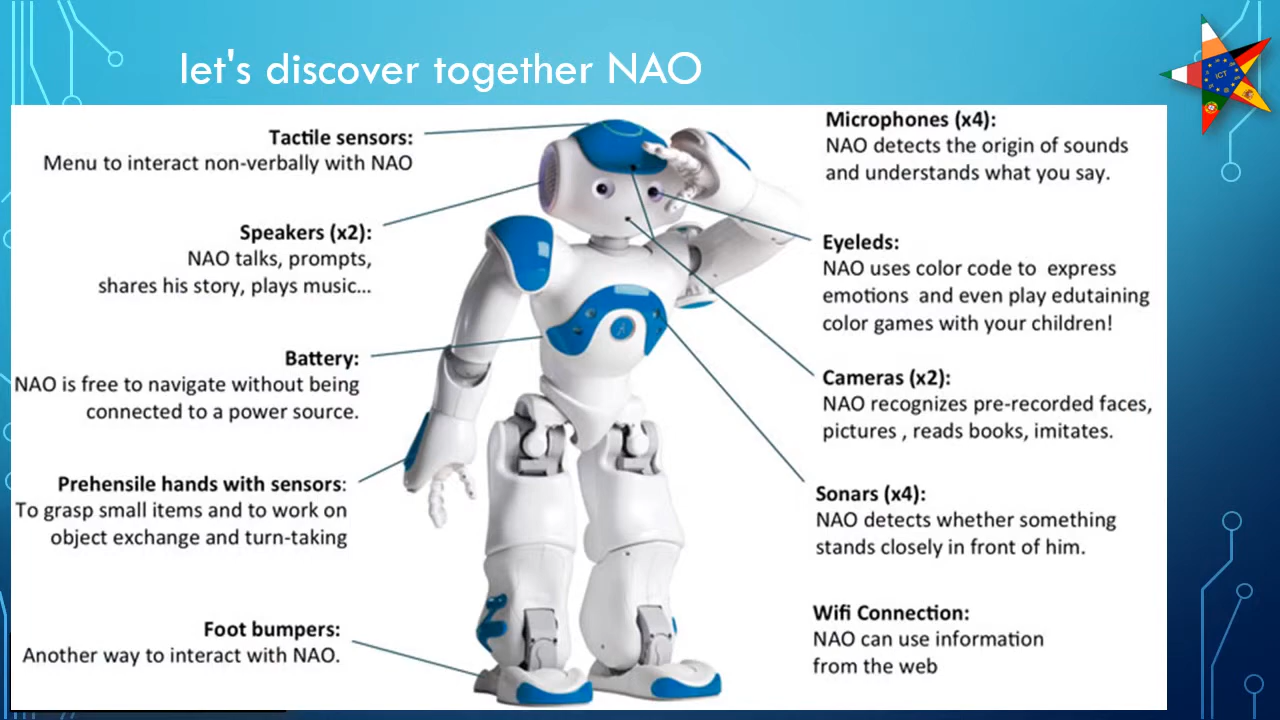 let's discover together NAO
ICT
Tactile sensors:
Menu to interact non-verbally with NAO
Speakers (x2):
NAO talks, prompts,
shares his story, plays music...
Battery:
NAO is free to navigate without being
connected to a power source.
Prehensile hands with sensors:
To grasp small items and to work on
object exchange and turn-taking
Foot bumpers:
Another way to interact with NAO.
Microphones (x4):
NAO detects the origin of sounds
and understands what you say.
Eyeleds:
NAO uses color code to  express
emotions  and even play edutaining
color games with your children!
Cameras (x2):
NAO recognizes pre-recorded faces,
pictures , reads books, imitates.
Sonars (x4):
NAO detects whether something
stands closely in front of him.
Wifi Connection:
NAO can use information
from the web